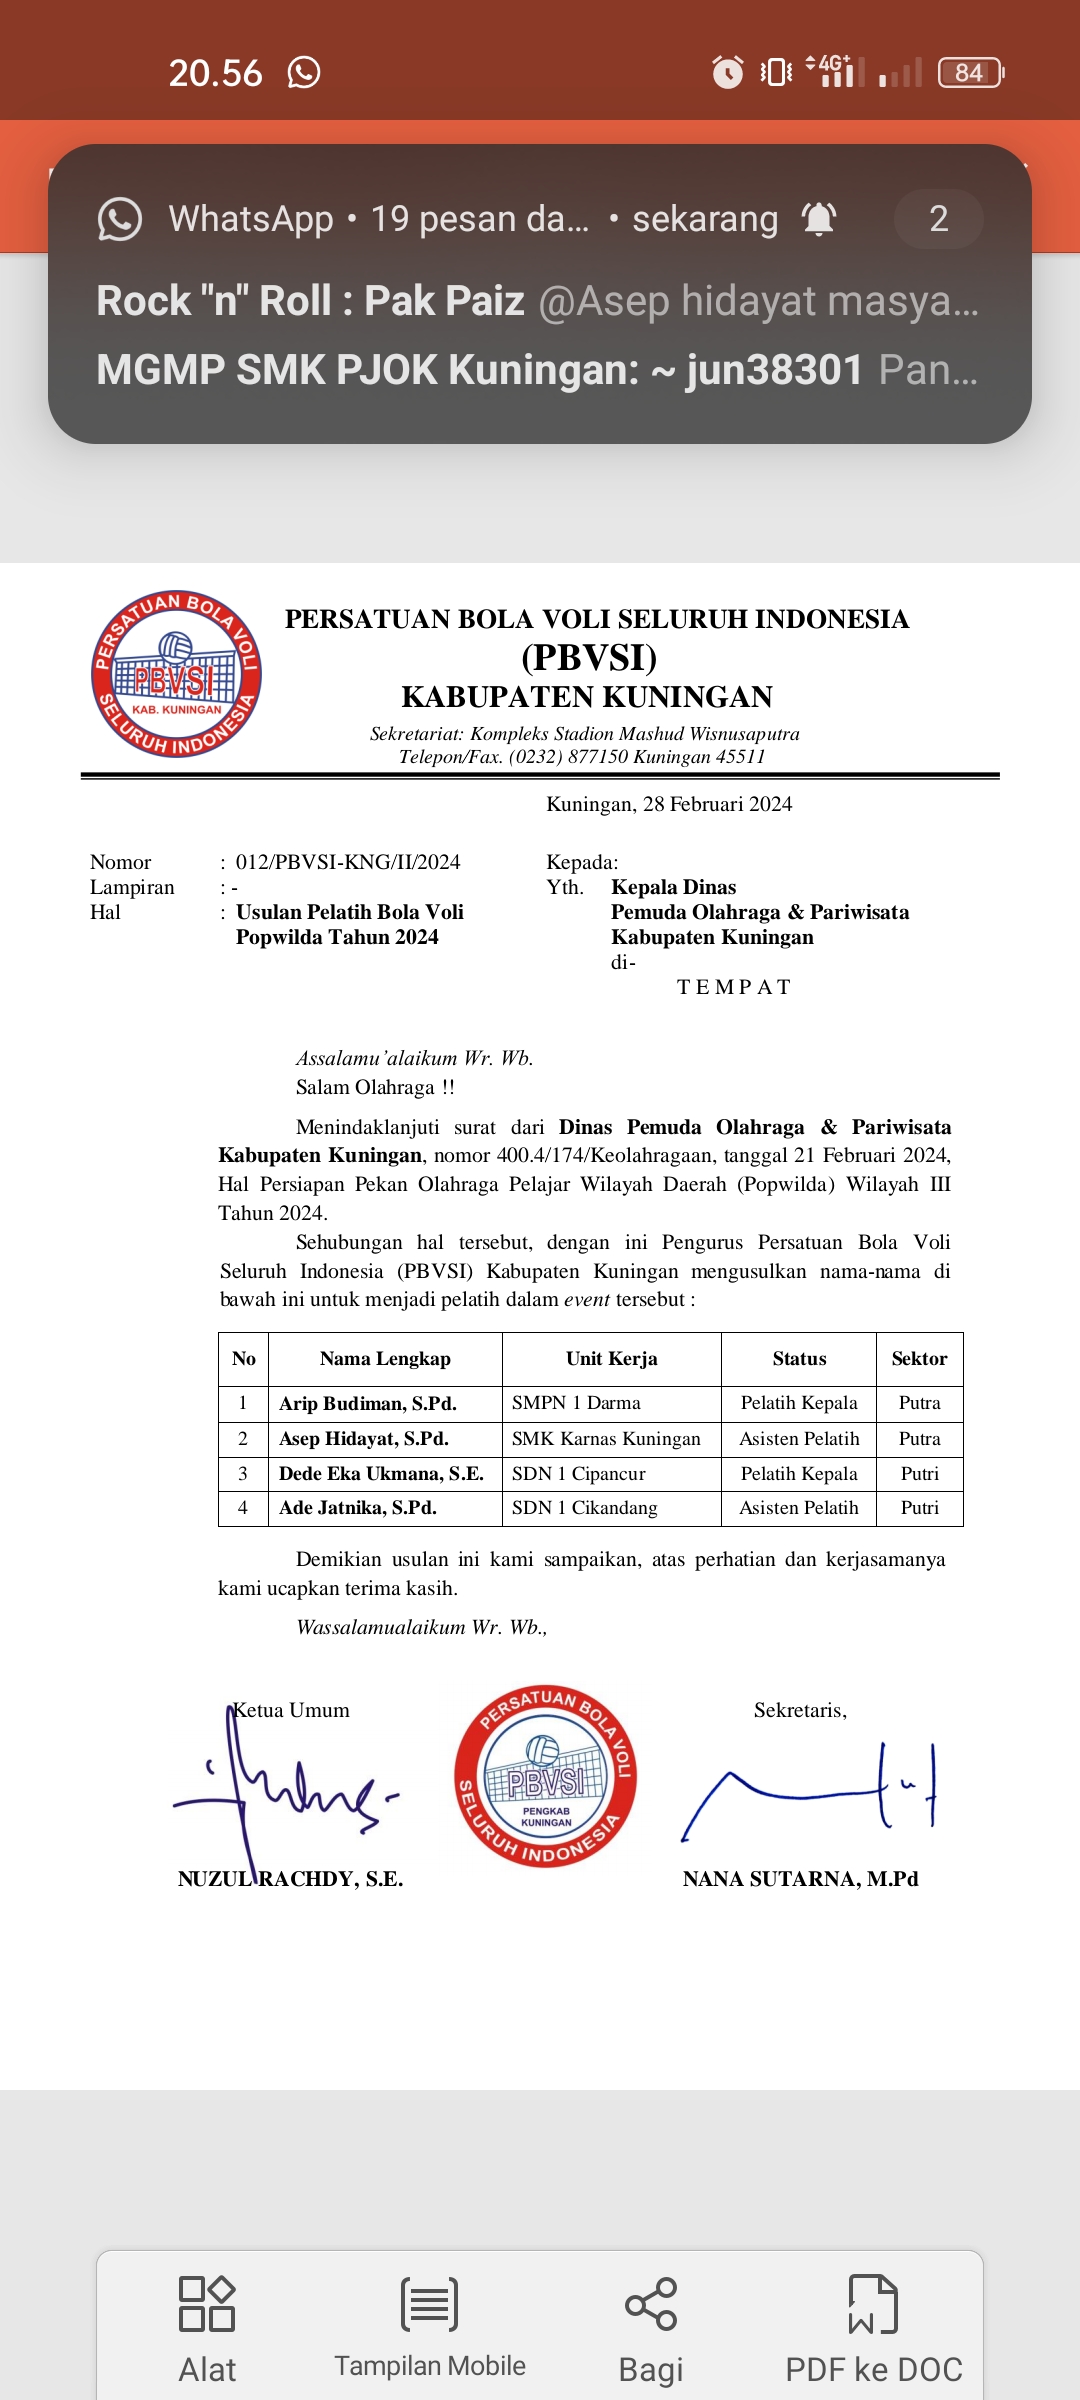 20.56
4G+
84
WhatsApp • 19 pesan da... • sekarang
2
Rock "n" Roll : Pak Paiz @Asep hidayat masya...
MGMP SMK PJOK Kuningan: ~ jun38301 Pan...
PERSATUAN BOLA VOLI
SELURUH INDONESIA
PBVSI
KAB. KUNINGAN
PERSATUAN BOLA VOLI SELURUH INDONESIA
(PBVSI)
KABUPATEN KUNINGAN
Sekretariat: Kompleks Stadion Mashud Wisnusaputra
Telepon/Fax. (0232) 877150 Kuningan 45511
Kuningan, 28 Februari 2024
Nomor : 012/PBVSI-KNG/II/2024
Lampiran : -
Hal : Usulan Pelatih Bola Voli
Popwilda Tahun 2024
Kepada:
Yth. Kepala Dinas
Pemuda Olahraga & Pariwisata
Kabupaten Kuningan
di-
T E M P A T
Assalamu’alaikum Wr. Wb.
Salam Olahraga !!
Menindaklanjuti surat dari Dinas Pemuda Olahraga & Pariwisata
Kabupaten Kuningan, nomor 400.4/174/Keolahragaan, tanggal 21 Februari 2024,
Hal Persiapan Pekan Olahraga Pelajar Wilayah Daerah (Popwilda) Wilayah III
Tahun 2024.
Sehubungan hal tersebut, dengan ini Pengurus Persatuan Bola Voli
Seluruh Indonesia (PBVSI) Kabupaten Kuningan mengusulkan nama-nama di
bawah ini untuk menjadi pelatih dalam event tersebut :
No Nama Lengkap Unit Kerja Status Sektor
1 Arip Budiman, S.Pd. SMPN 1 Darma Pelatih Kepala Putra
2 Asep Hidayat, S.Pd. SMK Karnas Kuningan Asisten Pelatih Putra
3 Dede Eka Ukmana, S.E. SDN 1 Cipancur Pelatih Kepala Putri
4 Ade Jatnika, S.Pd. SDN 1 Cikandang Asisten Pelatih Putri
Demikian usulan ini kami sampaikan, atas perhatian dan kerjasamanya
kami ucapkan terima kasih.
Wassalamualaikum Wr. Wb.,
Ketua Umum
Sekretaris,
PERSATUAN BOLA VOLI
SELURUH INDONESIA
PBVSI
PENGKAB
KUNINGAN
NUZUL RACHDY, S.E.
NANA SUTARNA, M.Pd
Alat
Tampilan Mobile
Bagi
PDF ke DOC